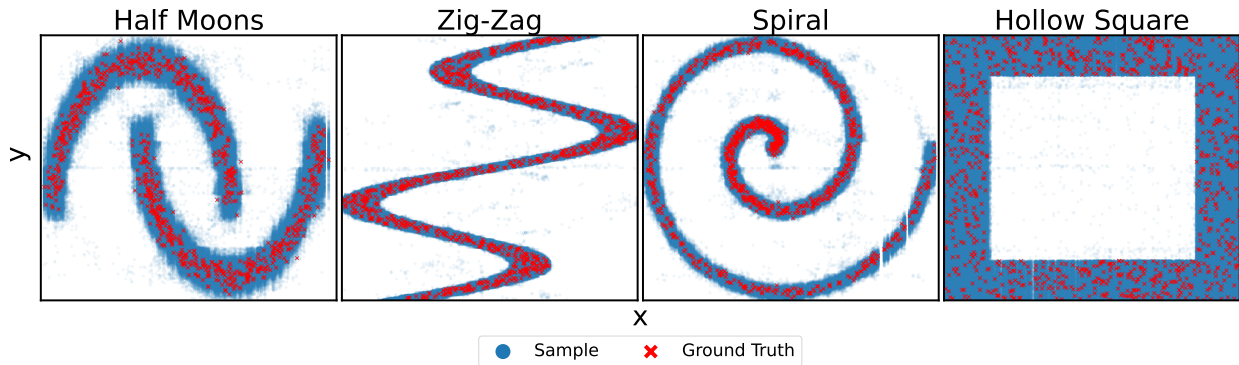 Half Moons
Zig-Zag
Spiral
Hollow Square
y
x
Sample
Ground Truth